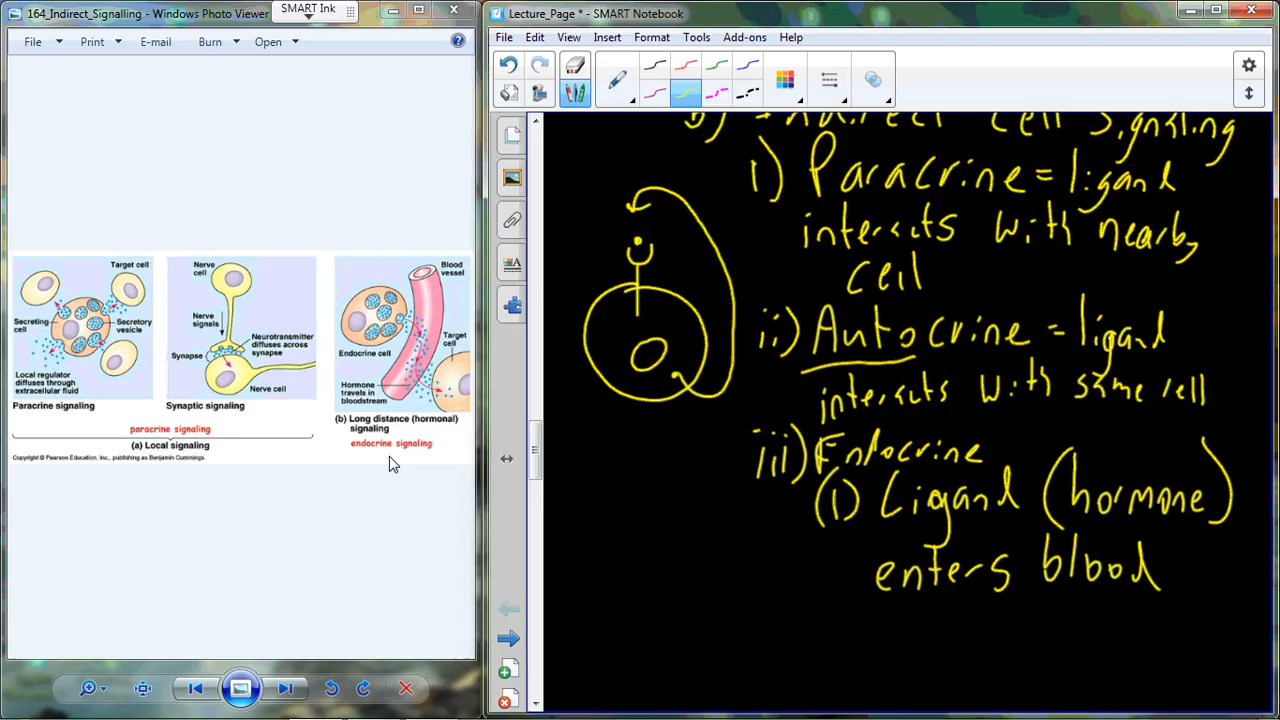 164_Indirect_Signalling - Windows Photo Viewer
SMART Ink
File Print E-mail Burn Open
Target cell
Secreting cell
Secretory vesicle
Local regulator diffuses through extracellular fluid
Paracrine signaling
Nerve cell
Nerve signals
Neurotransmitter diffuses across synapse
Synapse
Nerve cell
Synaptic signaling
paracrine signaling
(a) Local signaling
Blood vessel
Endocrine cell
Target cell
Hormone travels in bloodstream
(b) Long distance (hormonal) signaling
endocrine signaling
Copyright © Pearson Education, Inc., publishing as Benjamin Cummings.
Lecture_Page * - SMART Notebook
File Edit View Insert Format Tools Add-ons Help
b) Indirect cell signaling
i) Paracrine = ligand
interacts with nearby
cell
ii) Autocrine = ligand
interacts with same cell
iii) Endocrine
(1) Ligand (hormone)
enters blood